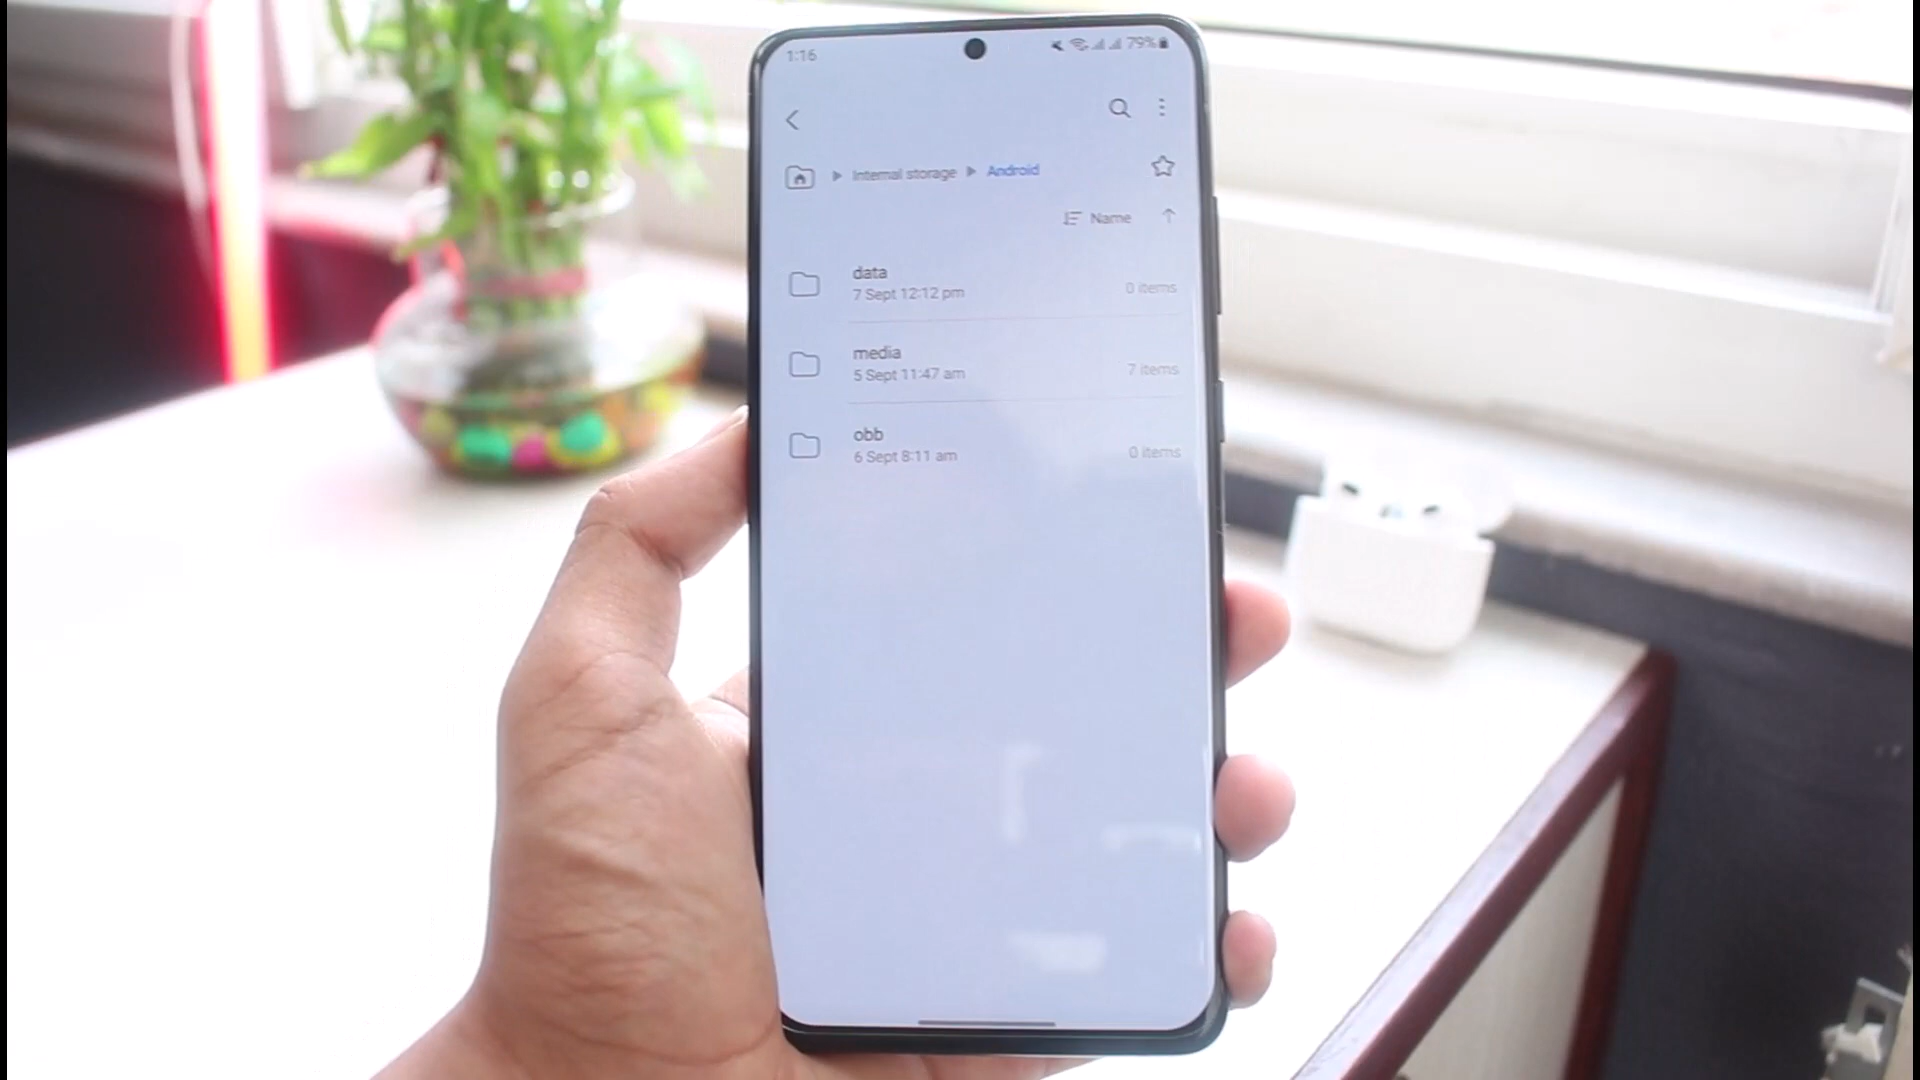 1:16
79%
Internal storage Android
Name
data
7 Sept 12:12 pm
0 items
media
5 Sept 11:47 am
7 items
obb
6 Sept 8:11 am
0 items